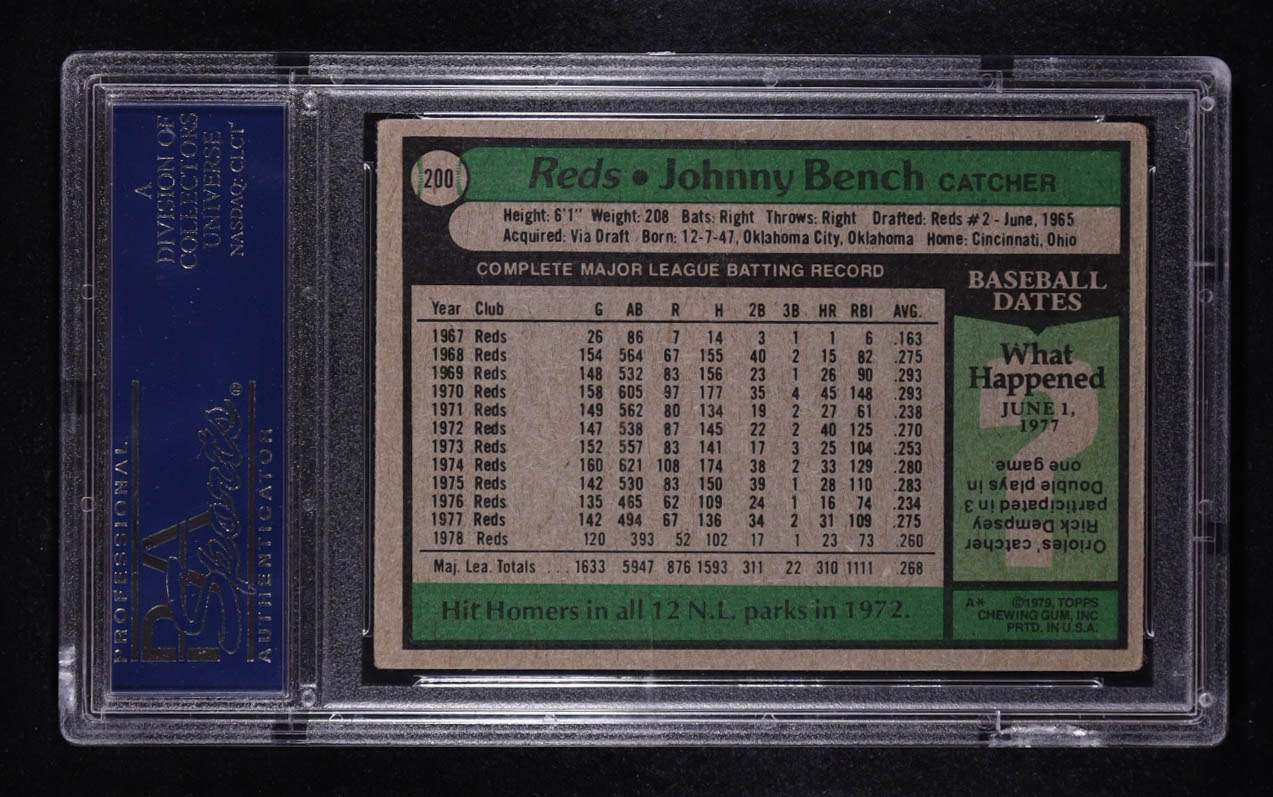 A
DIVISION OF
COLLECTORS
UNIVERSE
NASDAQ: CLCT
PROFESSIONAL
PSA
Sports ®
AUTHENTICATOR
200
Reds • Johnny Bench CATCHER
Height: 6'1" Weight: 208 Bats: Right Throws: Right Drafted: Reds #2 - June, 1965
Acquired: Via Draft Born: 12-7-47, Oklahoma City, Oklahoma Home: Cincinnati, Ohio
COMPLETE MAJOR LEAGUE BATTING RECORD
Year Club G AB R H 2B 3B HR RBI AVG.
1967 Reds 26 86 7 14 3 1 1 6 .163
1968 Reds 154 564 67 155 40 2 15 82 .275
1969 Reds 148 532 83 156 23 1 26 90 .293
1970 Reds 158 605 97 177 35 4 45 148 .293
1971 Reds 149 562 80 134 19 2 27 61 .238
1972 Reds 147 538 87 145 22 2 40 125 .270
1973 Reds 152 557 83 141 17 3 25 104 .253
1974 Reds 160 621 108 174 38 2 33 129 .280
1975 Reds 142 530 83 150 39 1 28 110 .283
1976 Reds 135 465 62 109 24 1 16 74 .234
1977 Reds 142 494 67 136 34 2 31 109 .275
1978 Reds 120 393 52 102 17 1 23 73 .260
Maj. Lea. Totals ... 1633 5947 876 1593 311 22 310 1111 .268
Hit Homers in all 12 N.L. parks in 1972.
BASEBALL
DATES
What
Happened
JUNE 1,
1977
?
Orioles' catcher
Rick Dempsey
participated in 3
Double plays in
one game.
A* ©1979, TOPPS
CHEWING GUM, INC
PRTD. IN U.S.A.